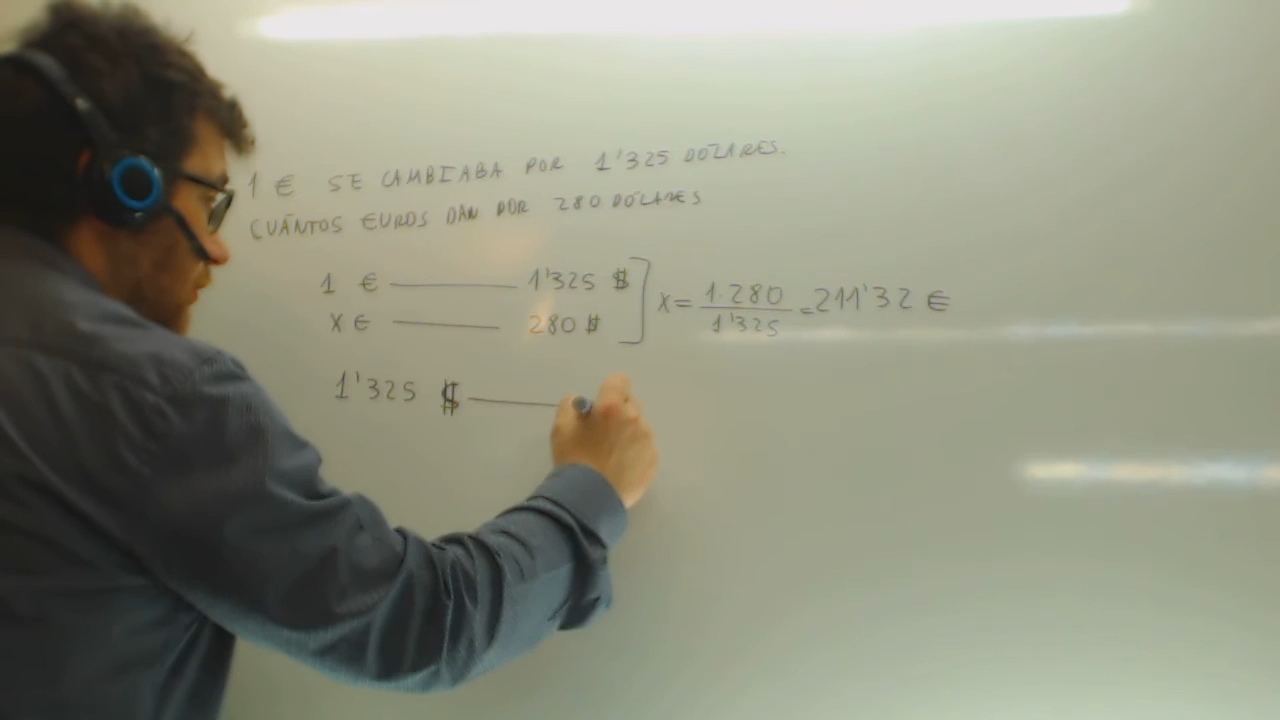 1 € SE CAMBIABA POR 1'325 DÓLARES.
CUÁNTOS EUROS DAN POR 280 DÓLARES
1 € 1'325 $
X € 280 $
X = 1·280 / 1'325 = 211'32 €
1'325 $